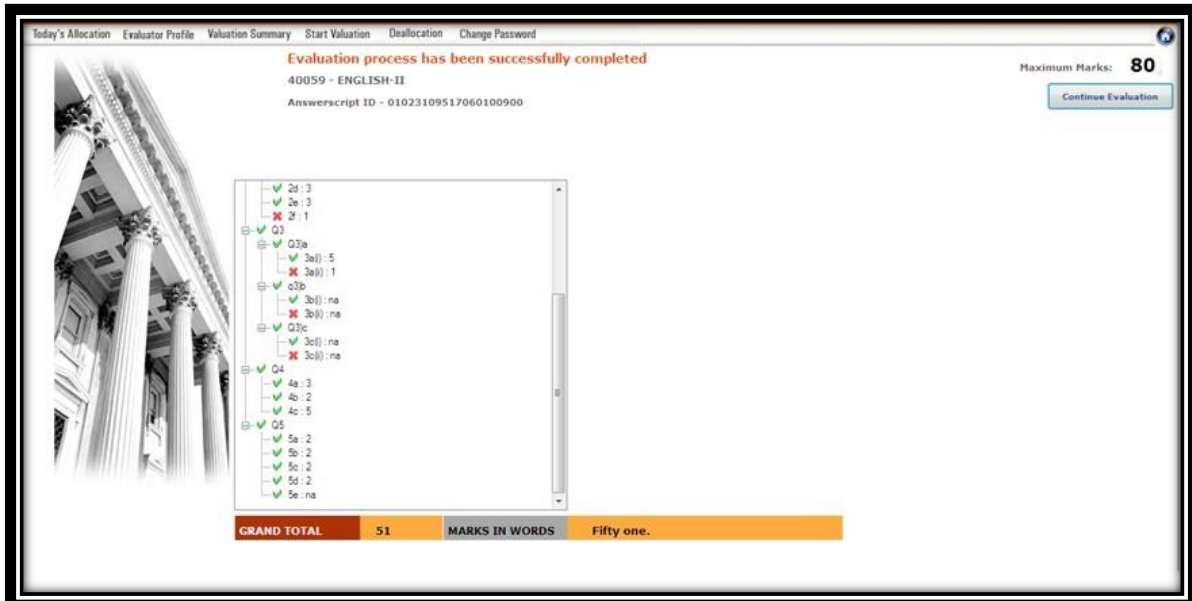 Today's Allocation Evaluator Profile Valuation Summary Start Valuation Deallocation Change Password
Evaluation process has been successfully completed
40059 - ENGLISH-II
Maximum Marks: 80
Answerscript ID - 01023109517060100900
Continue Evaluation
2d : 3
2e : 3
2f : 1
Q3
Q3)a
3a(i) : 5
3a(ii) : 1
q3)b
3b(i) : na
3b(ii) : na
Q3)c
3c(i) : na
3c(ii) : na
Q4
4a : 3
4b : 2
4c : 5
Q5
5a : 2
5b : 2
5c : 2
5d : 2
5e : na
GRAND TOTAL 51 MARKS IN WORDS Fifty one.